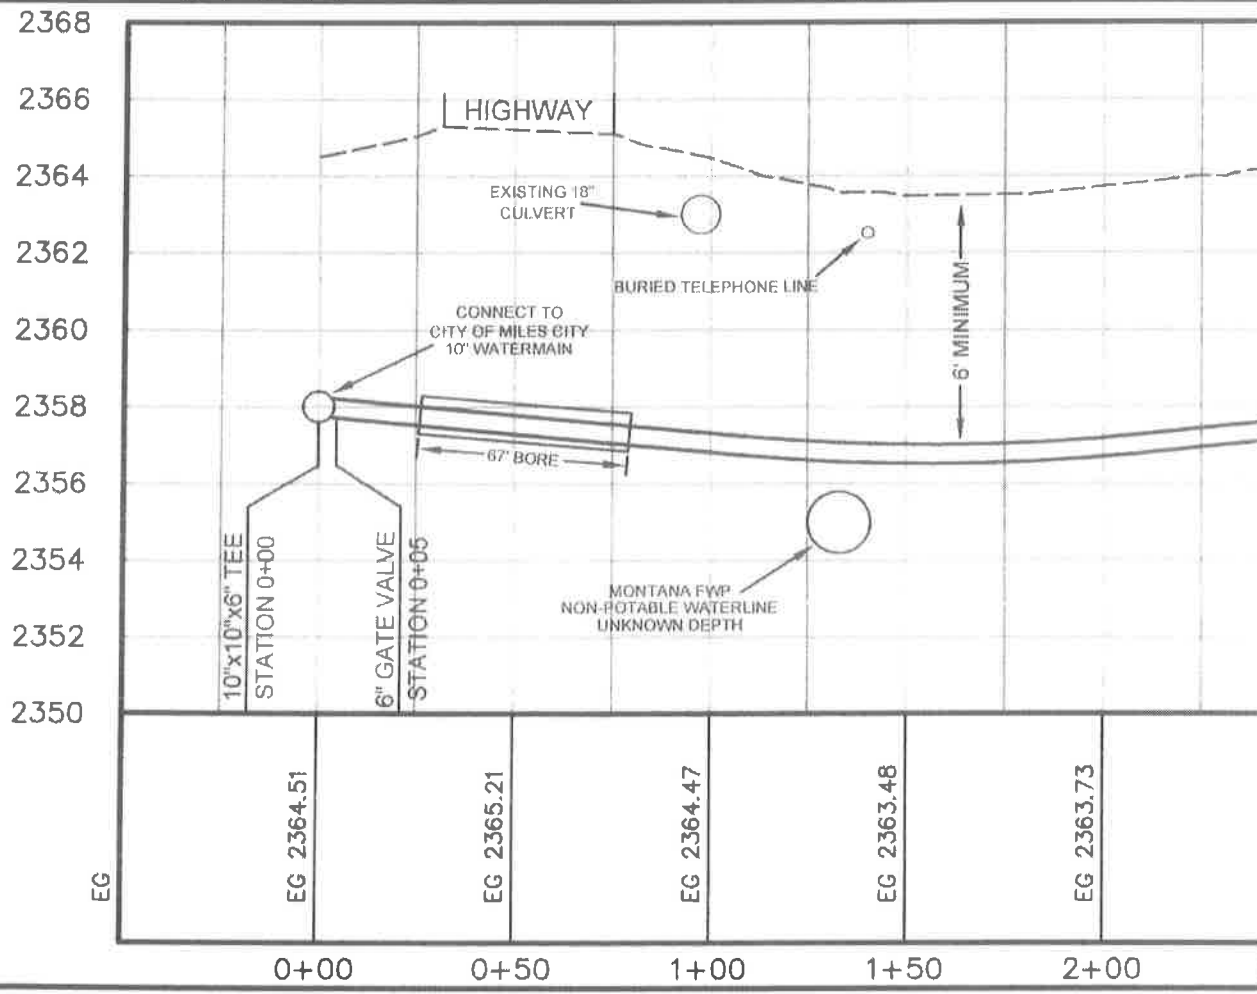 2368
2366
2364
2362
2360
2358
2356
2354
2352
2350
HIGHWAY
EXISTING 18"
CULVERT
BURIED TELEPHONE LINE
6' MINIMUM
CONNECT TO
CITY OF MILES CITY
10" WATERMAIN
67' BORE
10"x10"x6" TEE
STATION 0+00
6" GATE VALVE
STATION 0+05
MONTANA FWP
NON-POTABLE WATERLINE
UNKNOWN DEPTH
EG
EG 2364.51
EG 2365.21
EG 2364.47
EG 2363.48
EG 2363.73
0+00
0+50
1+00
1+50
2+00